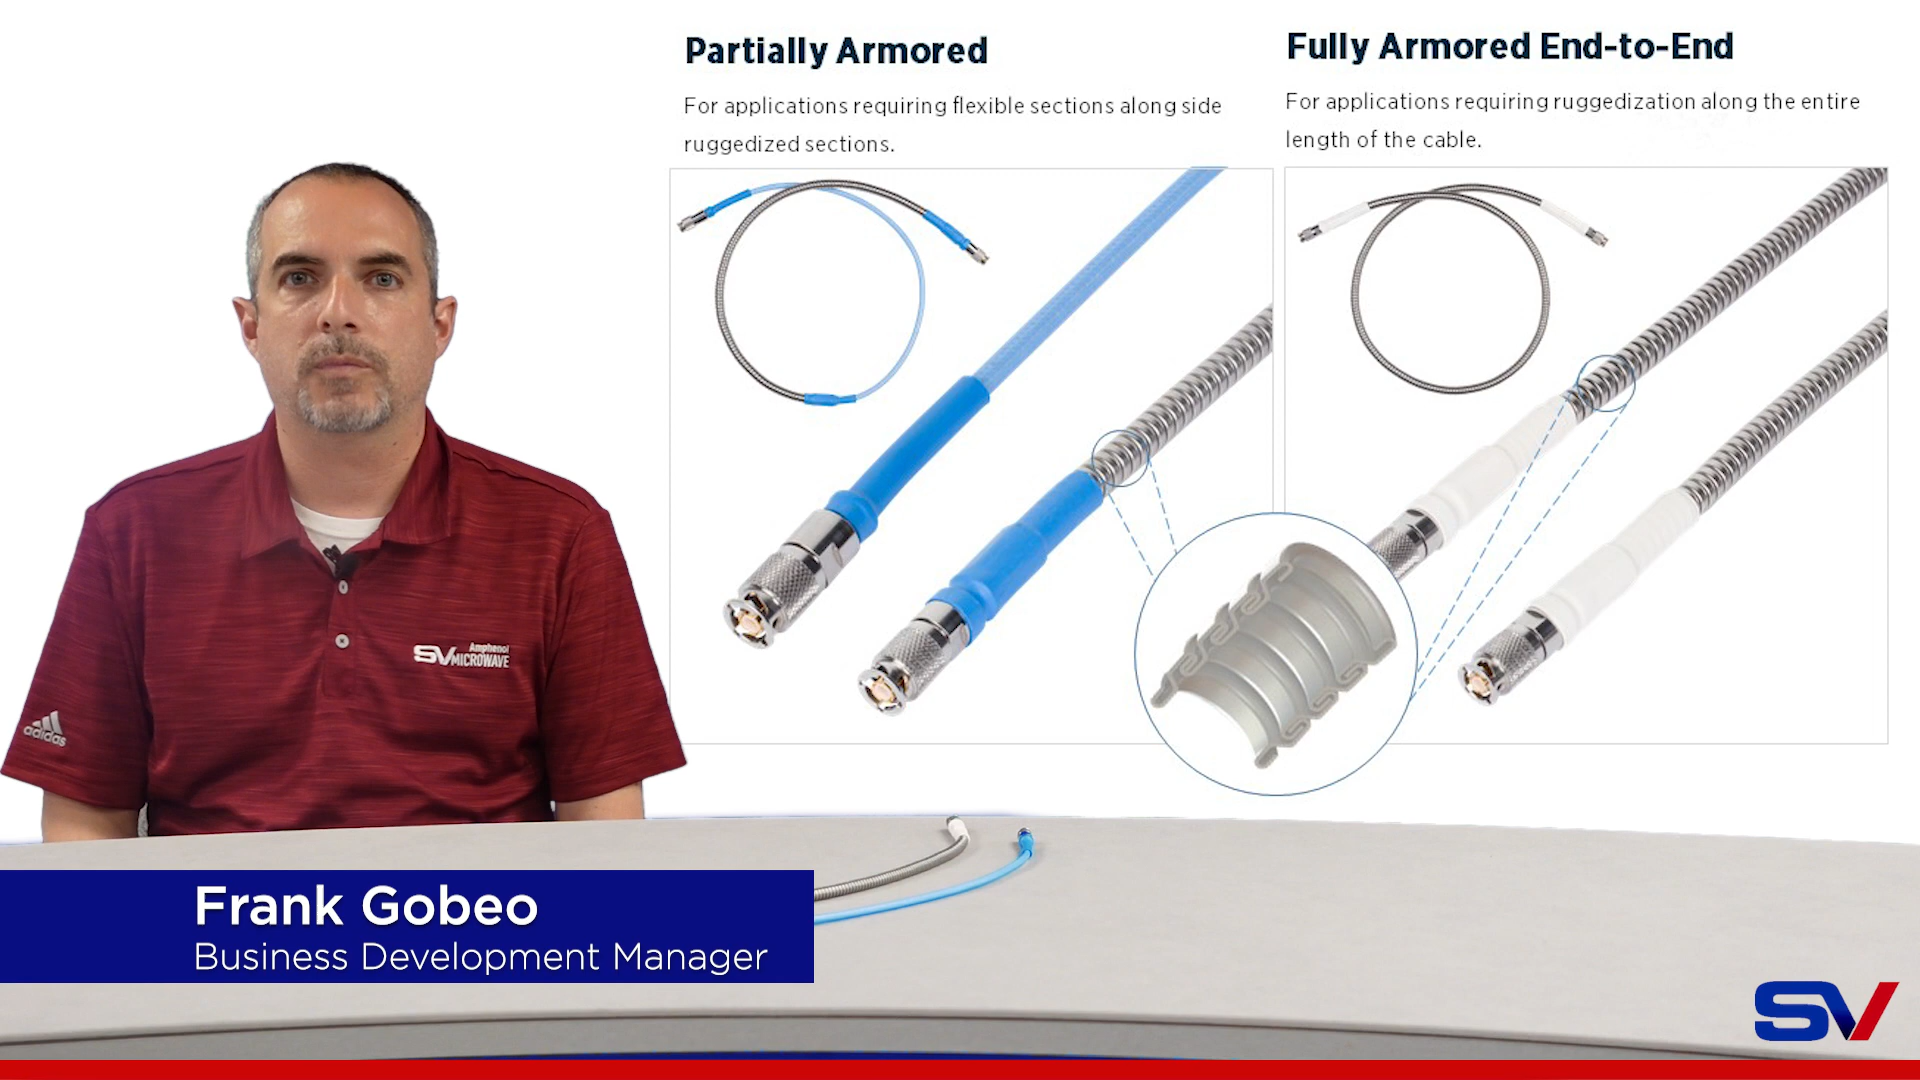 Partially Armored
For applications requiring flexible sections along side
ruggedized sections.
Fully Armored End-to-End
For applications requiring ruggedization along the entire
length of the cable.
Amphenol
SV MICROWAVE
adidas
Frank Gobeo
Business Development Manager
SV